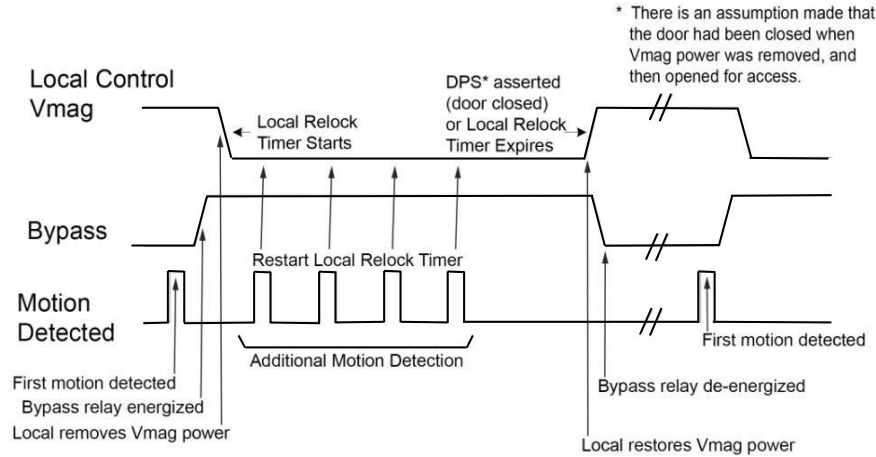 * There is an assumption made that
the door had been closed when
Vmag power was removed, and
then opened for access.
Local Control
Vmag
Local Relock
Timer Starts
DPS* asserted
(door closed)
or Local Relock
Timer Expires
Bypass
Restart Local Relock Timer
Motion
Detected
Additional Motion Detection
First motion detected
First motion detected
Bypass relay energized
Bypass relay de-energized
Local removes Vmag power
Local restores Vmag power